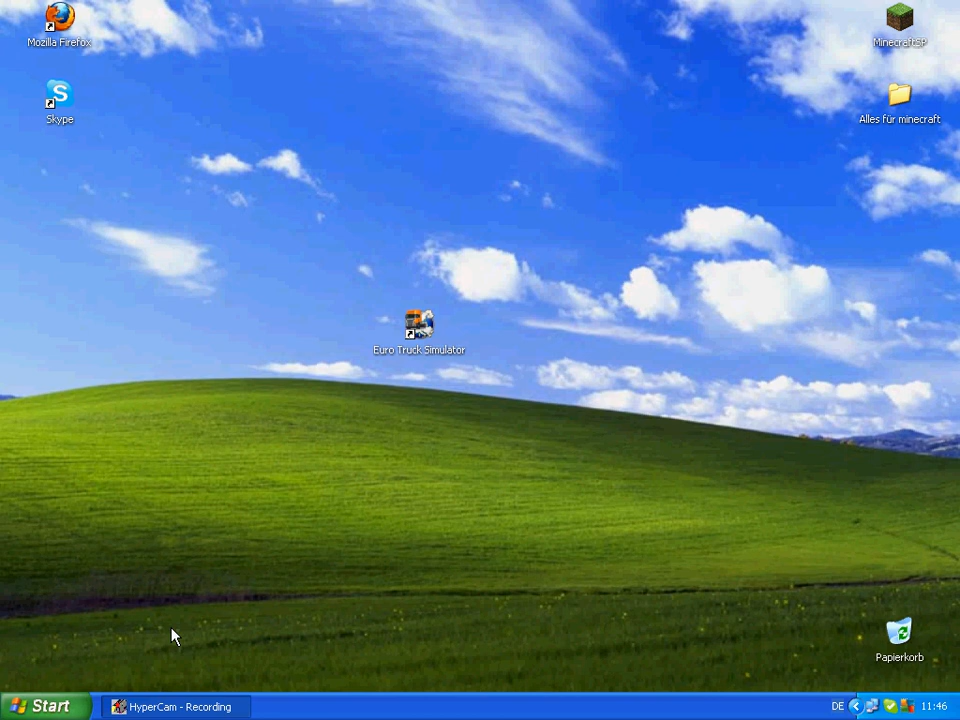 Mozilla Firefox
MinecraftSP
Skype
Alles für minecraft
Euro Truck Simulator
Papierkorb
Start
HyperCam - Recording
DE
11:46